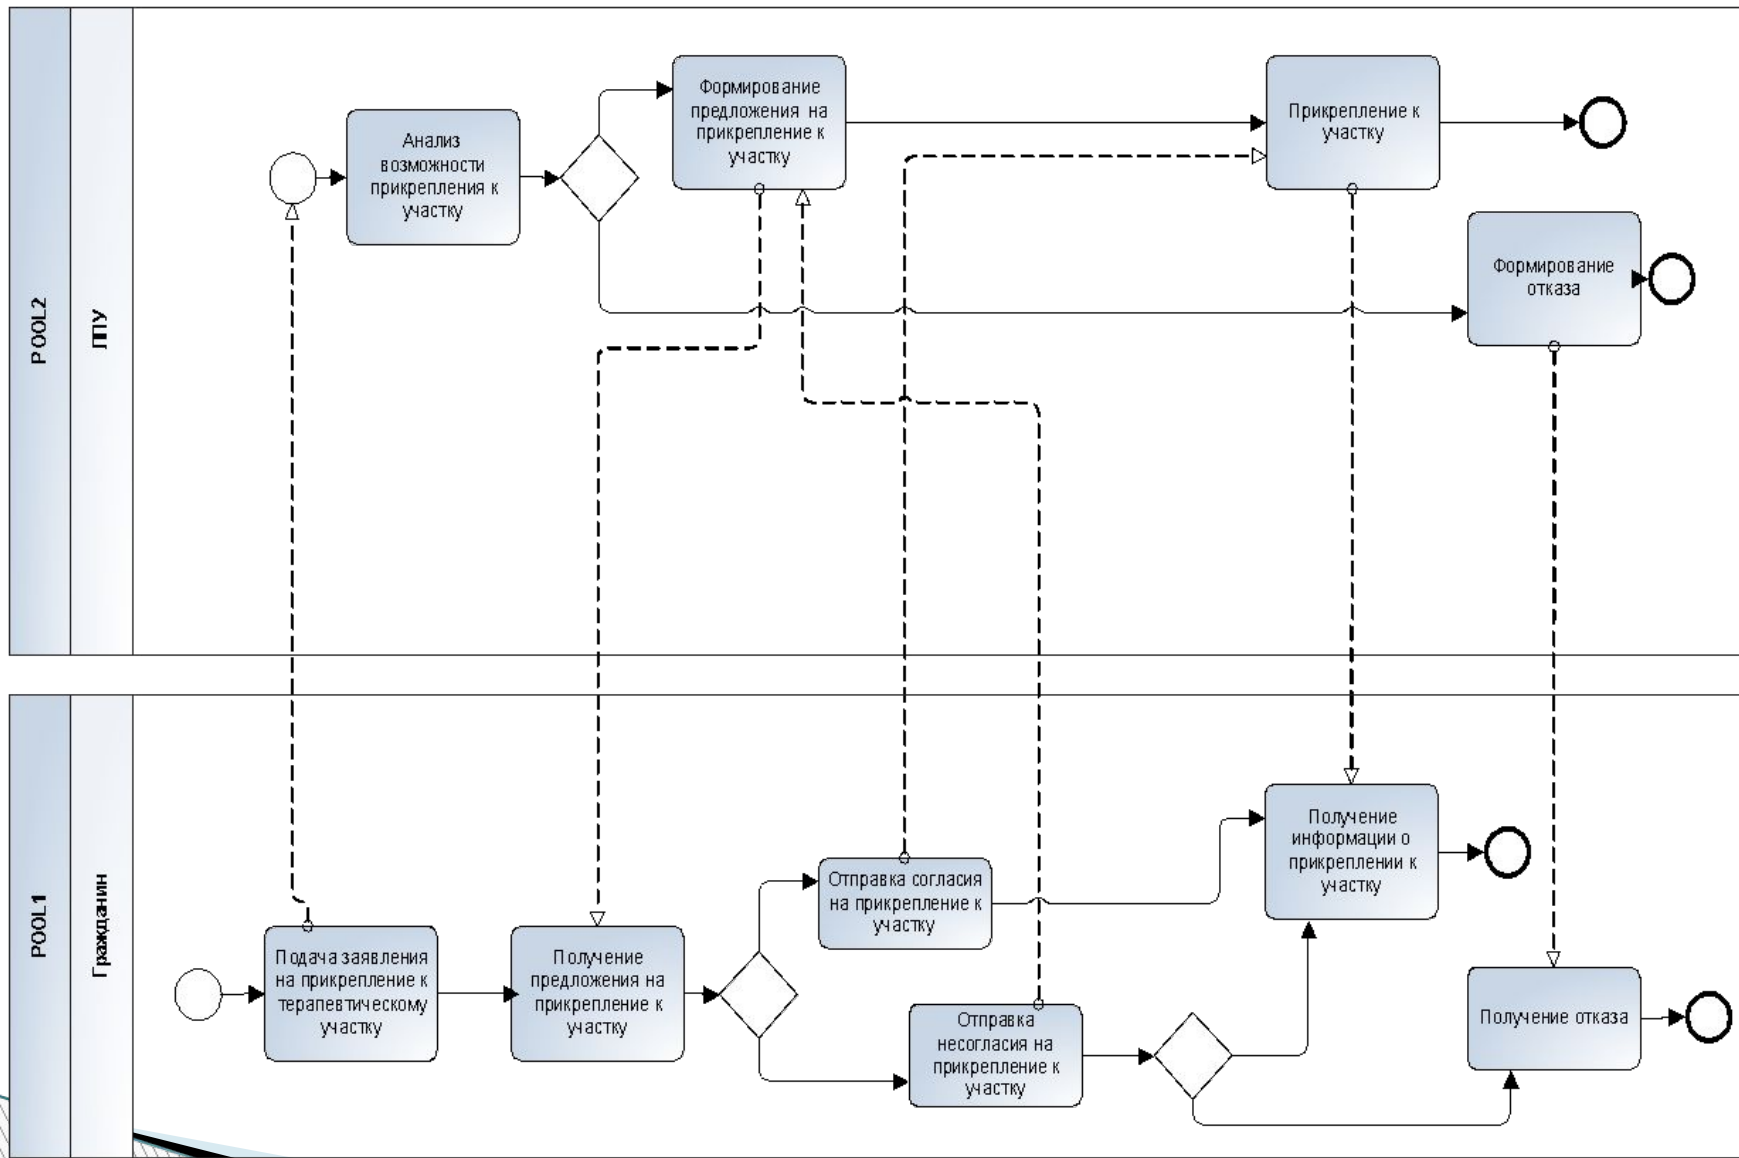 POOL2
ЛПУ
Анализ
возможности
прикрепления к
участку
Формирование
предложения на
прикрепление к
участку
Прикрепление к
участку
Формирование
отказа
POOL1
Гражданин
Подача заявления
на прикрепление к
терапевтическому
участку
Получение
предложения на
прикрепление к
участку
Отправка согласия
на прикрепление к
участку
Отправка
несогласия на
прикрепление к
участку
Получение
информации о
прикреплении к
участку
Получение отказа